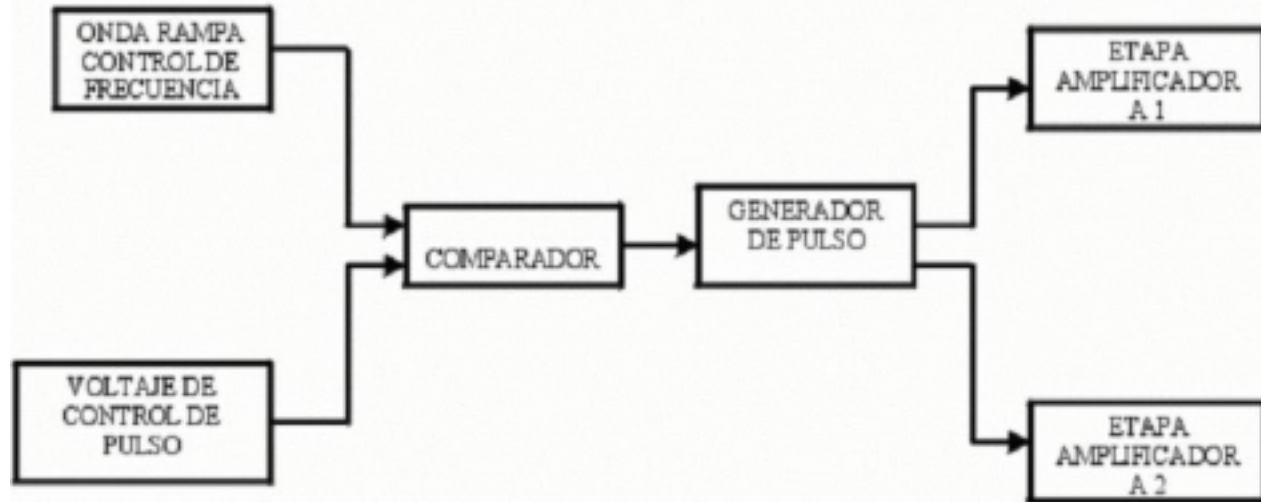 ONDA RAMPA
CONTROL DE
FRECUENCIA
ETAPA
AMPLIFICADOR
A 1
GENERADOR
DE PULSO
COMPARADOR
VOLTAJE DE
CONTROL DE
PULSO
ETAPA
AMPLIFICADOR
A 2